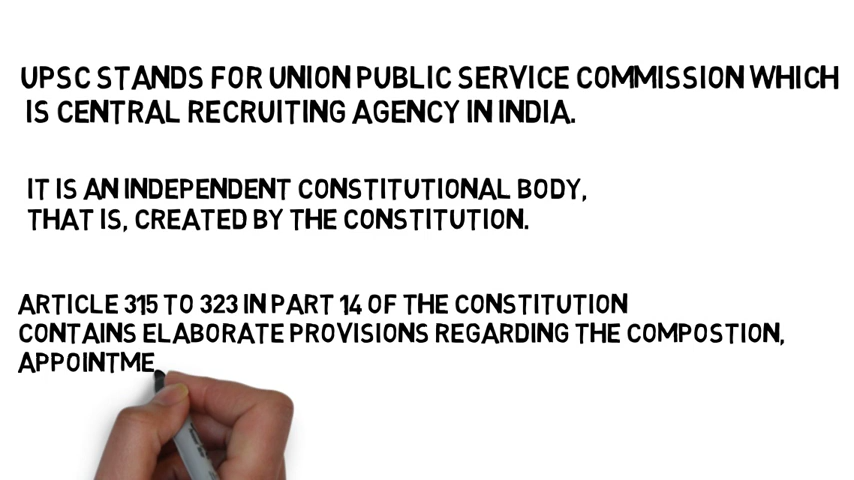 UPSC STANDS FOR UNION PUBLIC SERVICE COMMISSION WHICH
IS CENTRAL RECRUITING AGENCY IN INDIA.
IT IS AN INDEPENDENT CONSTITUTIONAL BODY,
THAT IS, CREATED BY THE CONSTITUTION.
ARTICLE 315 TO 323 IN PART 14 OF THE CONSTITUTION
CONTAINS ELABORATE PROVISIONS REGARDING THE COMPOSTION,
APPOINTME